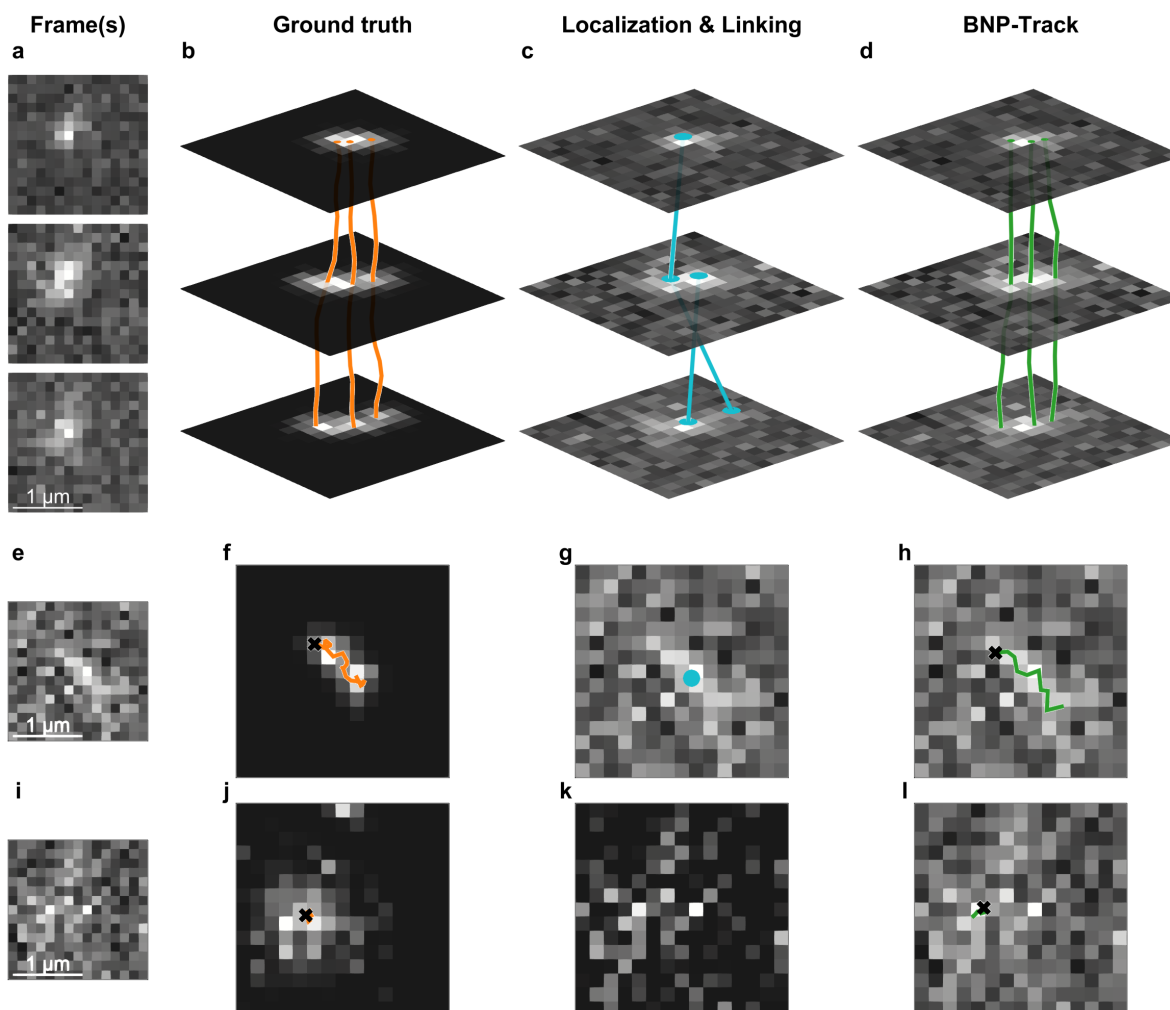 Frame(s) Ground truth Localization & Linking BNP-Track
a b c d
1 µm
e f g h
1 µm
i j k l
1 µm